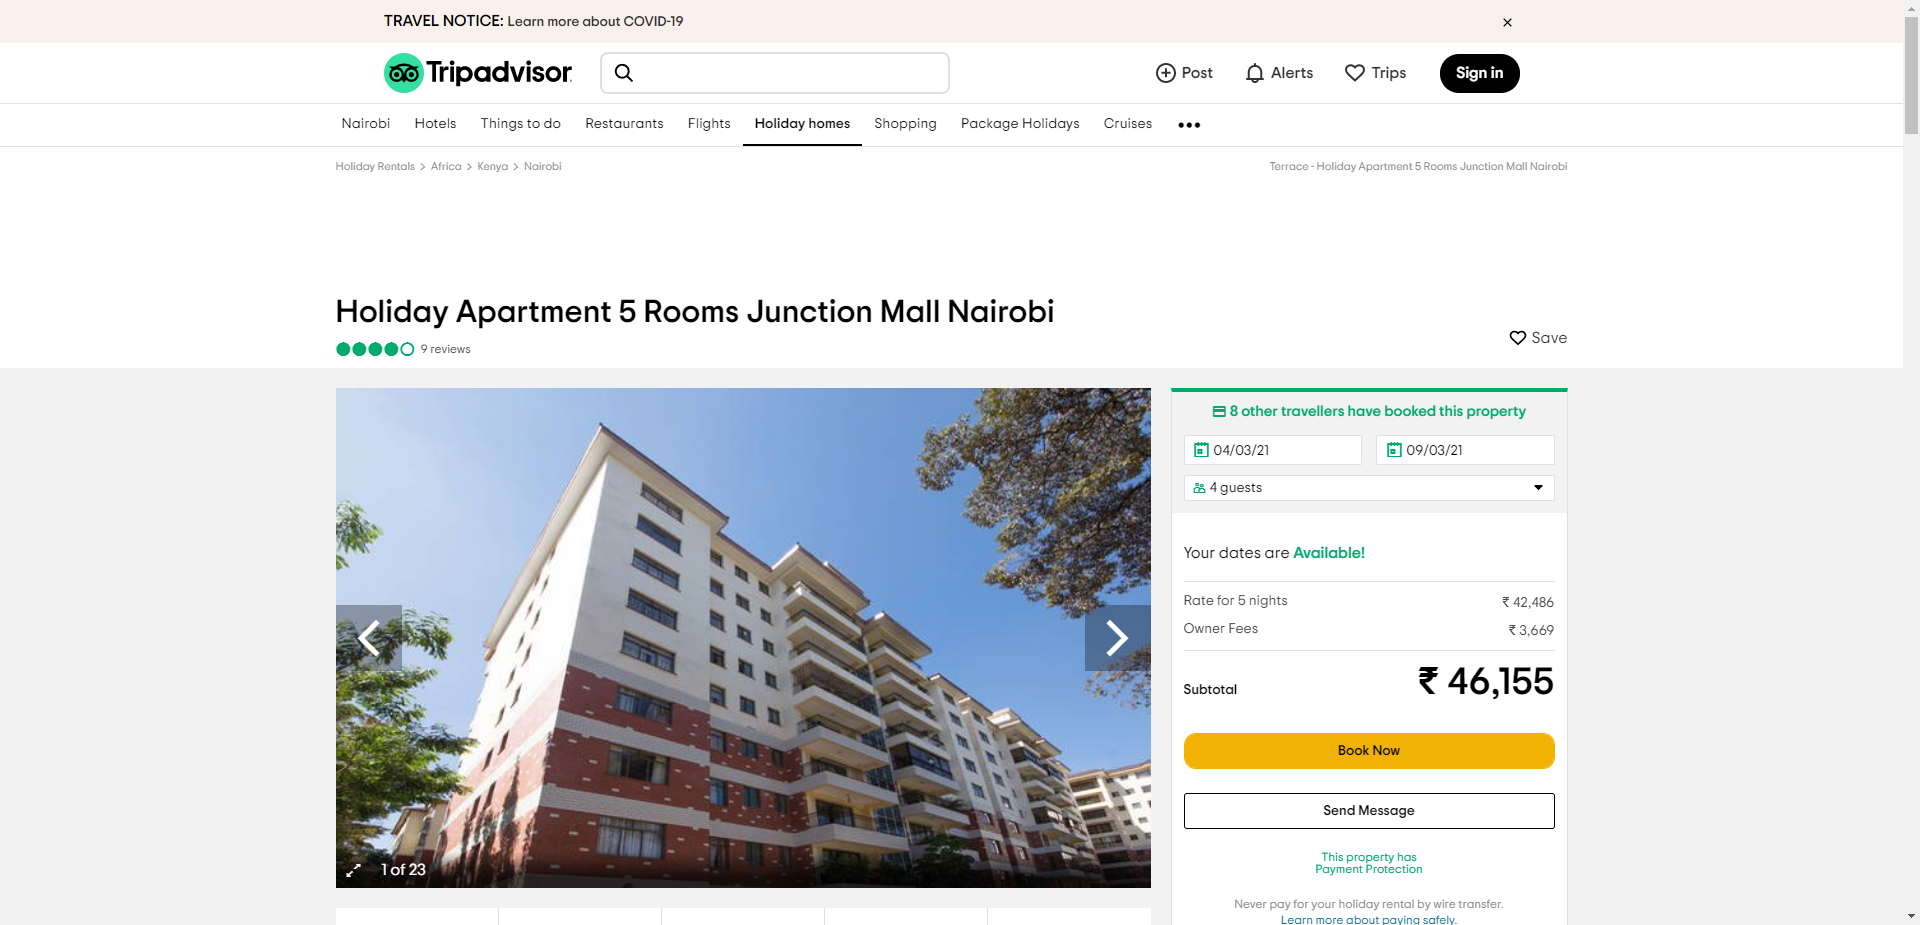 TRAVEL NOTICE: Learn more about COVID-19
Tripadvisor
Post
Alerts
Trips
Sign in
Nairobi
Hotels
Things to do
Restaurants
Flights
Holiday homes
Shopping
Package Holidays
Cruises
Holiday Rentals > Africa > Kenya > Nairobi
Terrace - Holiday Apartment 5 Rooms Junction Mall Nairobi
Holiday Apartment 5 Rooms Junction Mall Nairobi
9 reviews
Save
1 of 23
8 other travellers have booked this property
04/03/21
09/03/21
4 guests
Your dates are Available!
Rate for 5 nights
₹ 42,486
Owner Fees
₹ 3,669
Subtotal
₹ 46,155
Book Now
Send Message
This property has
Payment Protection
Never pay for your holiday rental by wire transfer.
Learn more about paying safely.